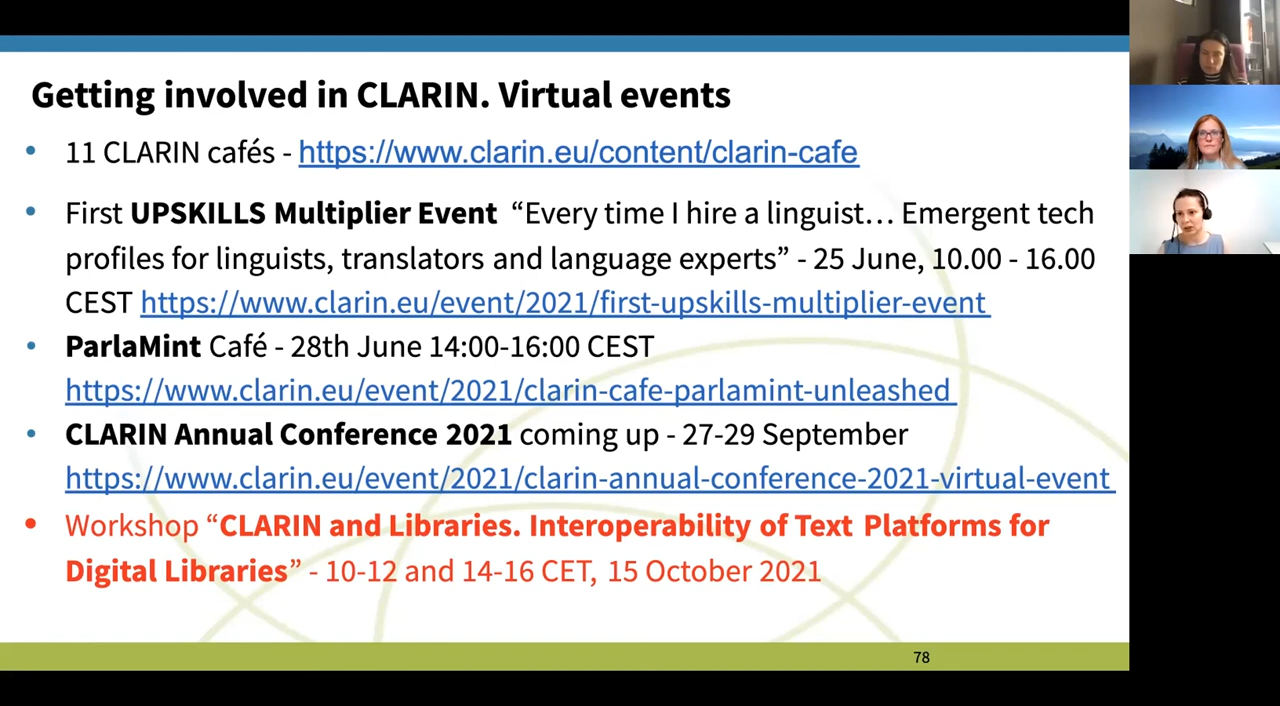 Getting involved in CLARIN. Virtual events
• 11 CLARIN cafés - https://www.clarin.eu/content/clarin-cafe
• First UPSKILLS Multiplier Event “Every time I hire a linguist… Emergent tech
profiles for linguists, translators and language experts” - 25 June, 10.00 - 16.00
CEST https://www.clarin.eu/event/2021/first-upskills-multiplier-event
• ParlaMint Café - 28th June 14:00-16:00 CEST
https://www.clarin.eu/event/2021/clarin-cafe-parlamint-unleashed
• CLARIN Annual Conference 2021 coming up - 27-29 September
https://www.clarin.eu/event/2021/clarin-annual-conference-2021-virtual-event
• Workshop “CLARIN and Libraries. Interoperability of Text Platforms for
Digital Libraries” - 10-12 and 14-16 CET, 15 October 2021
78